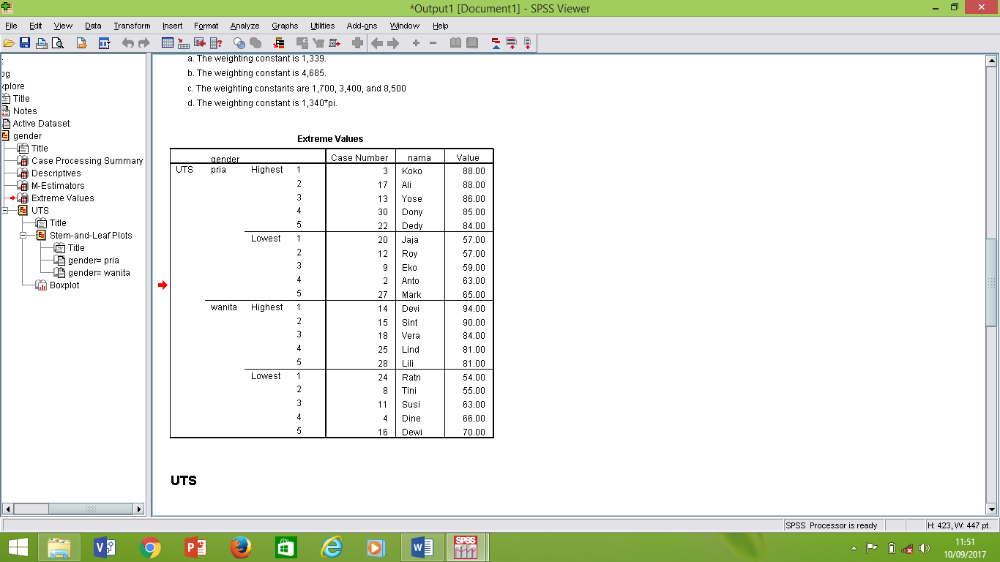 *Output1 [Document1] - SPSS Viewer
File Edit View Data Transform Insert Format Analyze Graphs Utilities Add-ons Window Help
og
xplore
Title
Notes
Active Dataset
gender
Title
Case Processing Summary
Descriptives
M-Estimators
Extreme Values
UTS
Title
Stem-and-Leaf Plots
Title
gender= pria
gender= wanita
Boxplot
a. The weighting constant is 1,339.
b. The weighting constant is 4,685.
c. The weighting constants are 1,700, 3,400, and 8,500
d. The weighting constant is 1,340*pi.
Extreme Values
gender Case Number nama Value
UTS pria Highest 1 3 Koko 88.00
2 17 Ali 88.00
3 13 Yose 86.00
4 30 Dony 85.00
5 22 Dedy 84.00
Lowest 1 20 Jaja 57.00
2 12 Roy 57.00
3 9 Eko 59.00
4 2 Anto 63.00
5 27 Mark 65.00
wanita Highest 1 14 Devi 94.00
2 15 Sint 90.00
3 18 Vera 84.00
4 25 Lind 81.00
5 28 Lili 81.00
Lowest 1 24 Ratn 54.00
2 8 Tini 55.00
3 11 Susi 63.00
4 4 Dine 66.00
5 16 Dewi 70.00
UTS
SPSS Processor is ready H: 423, W: 447 pt.
SPSS
11:51
10/09/2017